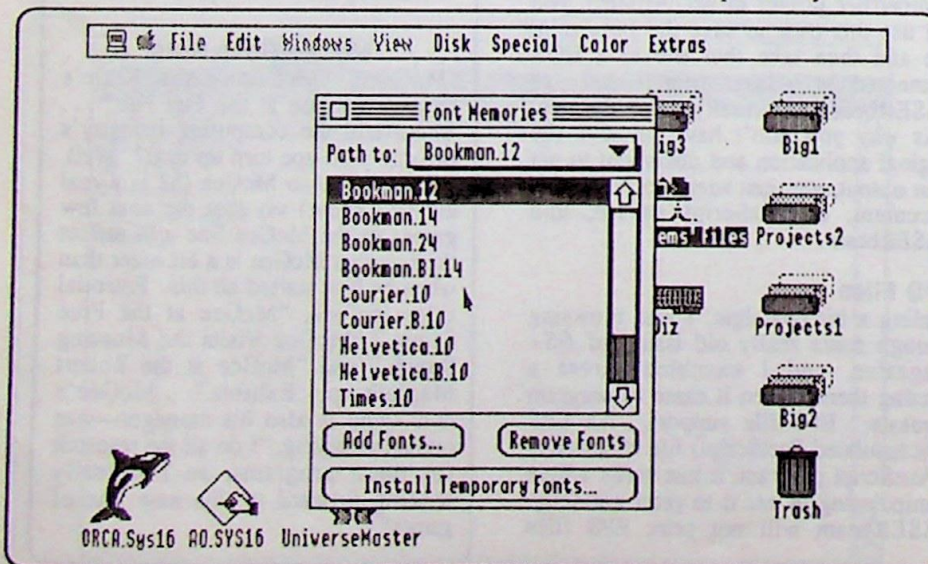 File Edit Windows View Disk Special Color Extras
Font Memories
Path to: Bookman.12
Bookman.12
Bookman.14
Bookman.24
Bookman.BI.14
Courier.10
Courier.B.10
Helvetica.10
Helvetica.B.10
Times.10
Add Fonts... Remove Fonts
Install Temporary Fonts...
ig3 Big1
Projects2
Projects1
Big2
Trash
ORCA.Sys16 AO.SYS16 UniverseMaster